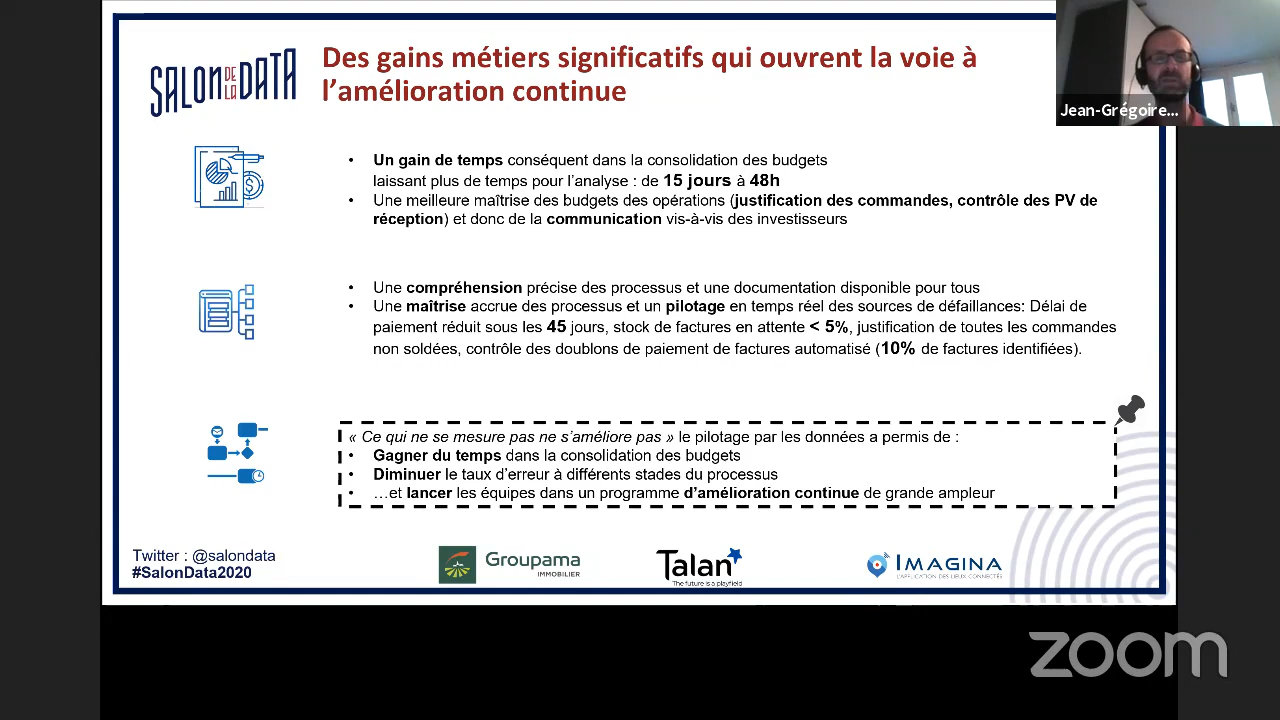 SALON DE LA DATA
Des gains métiers significatifs qui ouvrent la voie à
l'amélioration continue
Jean-Grégoire...
• Un gain de temps conséquent dans la consolidation des budgets
laissant plus de temps pour l'analyse : de 15 jours à 48h
• Une meilleure maîtrise des budgets des opérations (justification des commandes, contrôle des PV de
réception) et donc de la communication vis-à-vis des investisseurs
• Une compréhension précise des processus et une documentation disponible pour tous
• Une maîtrise accrue des processus et un pilotage en temps réel des sources de défaillances: Délai de
paiement réduit sous les 45 jours, stock de factures en attente < 5%, justification de toutes les commandes
non soldées, contrôle des doublons de paiement de factures automatisé (10% de factures identifiées).
« Ce qui ne se mesure pas ne s'améliore pas » le pilotage par les données a permis de :
• Gagner du temps dans la consolidation des budgets
• Diminuer le taux d'erreur à différents stades du processus
• …et lancer les équipes dans un programme d'amélioration continue de grande ampleur
Twitter : @salondata
#SalonData2020
Groupama
IMMOBILIER
Talan
The future is a playfield
IMAGINA
L'APPLICATION DES LIEUX CONNECTÉS
zoom